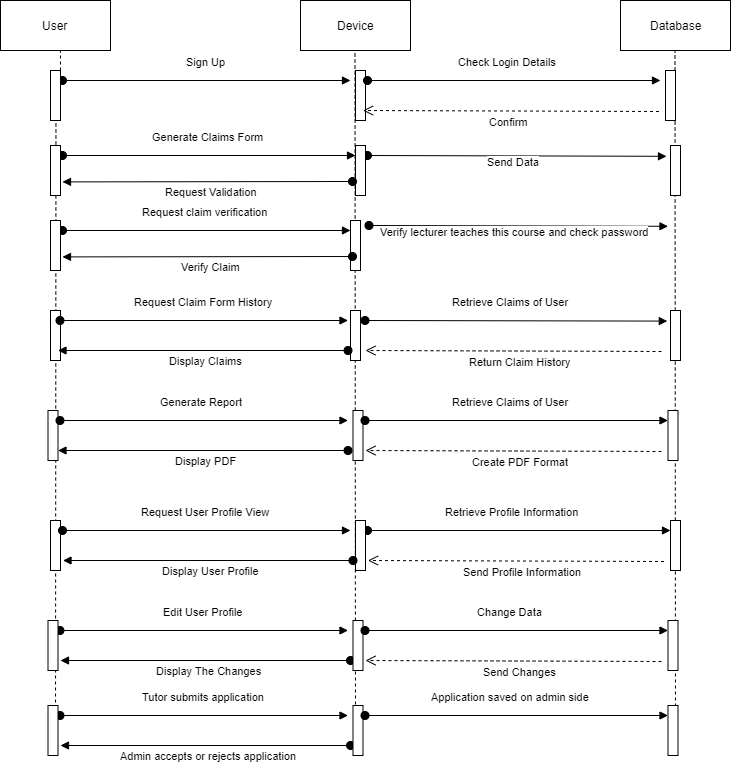 User
Device
Database
Sign Up
Check Login Details
Confirm
Generate Claims Form
Send Data
Request Validation
Request claim verification
Verify lecturer teaches this course and check password
Verify Claim
Request Claim Form History
Retrieve Claims of User
Display Claims
Return Claim History
Generate Report
Retrieve Claims of User
Display PDF
Create PDF Format
Request User Profile View
Retrieve Profile Information
Display User Profile
Send Profile Information
Edit User Profile
Change Data
Display The Changes
Send Changes
Tutor submits application
Application saved on admin side
Admin accepts or rejects application